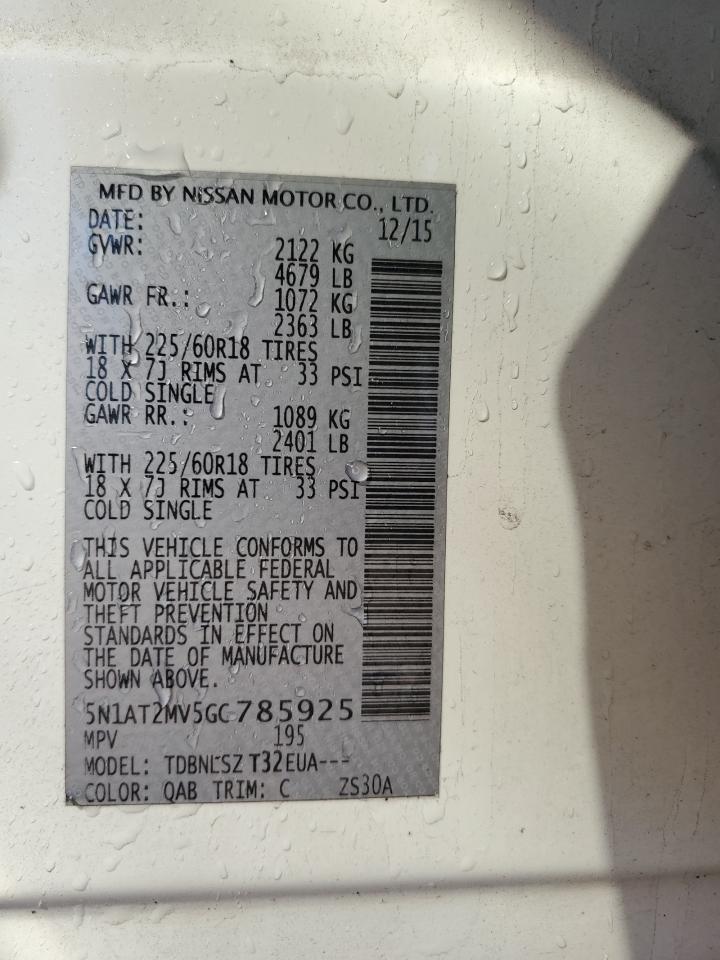 MFD BY NISSAN MOTOR CO., LTD.
DATE: 12/15
GVWR: 2122 KG
4679 LB
GAWR FR.: 1072 KG
2363 LB
WITH 225/60R18 TIRES
18 X 7J RIMS AT 33 PSI
COLD SINGLE
GAWR RR.: 1089 KG
2401 LB
WITH 225/60R18 TIRES
18 X 7J RIMS AT 33 PSI
COLD SINGLE
THIS VEHICLE CONFORMS TO
ALL APPLICABLE FEDERAL
MOTOR VEHICLE SAFETY AND
THEFT PREVENTION
STANDARDS IN EFFECT ON
THE DATE OF MANUFACTURE
SHOWN ABOVE.
5N1AT2MV5GC785925
MPV 195
MODEL: TDBNLSZ T32EUA---
COLOR: QAB TRIM: C ZS30A